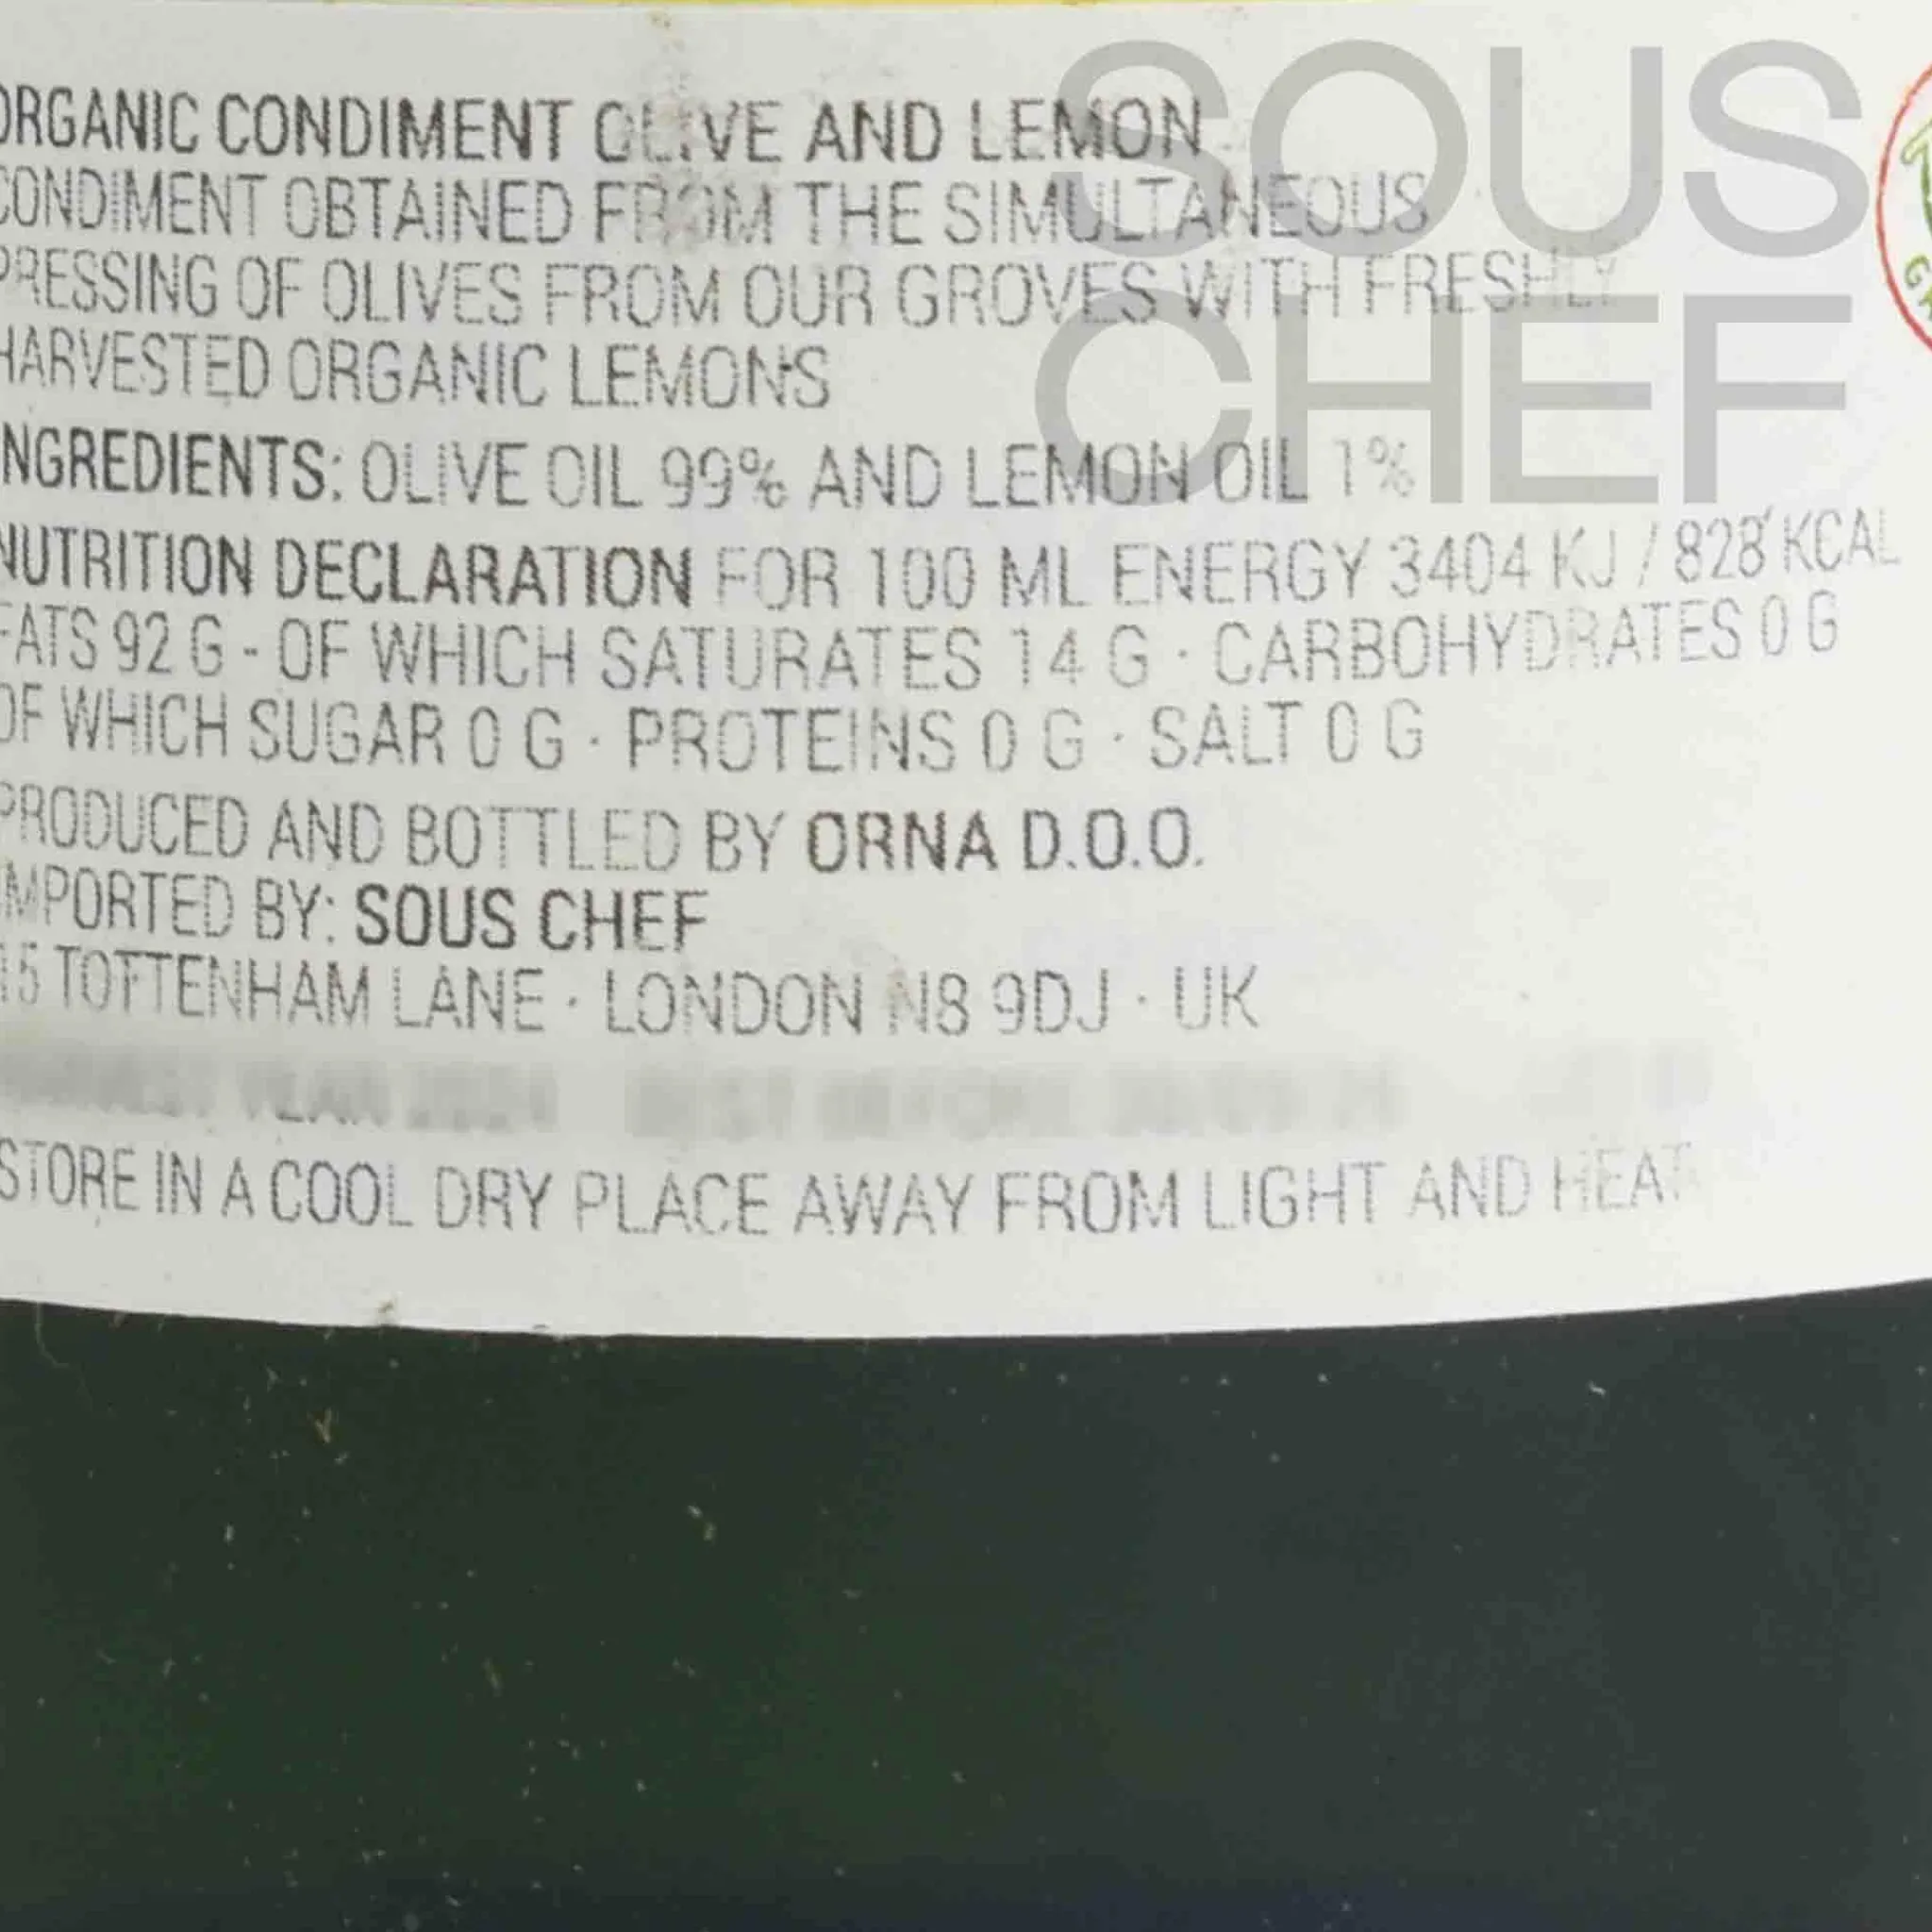 ORGANIC CONDIMENT OLIVE AND LEMON
CONDIMENT OBTAINED FROM THE SIMULTANEOUS
PRESSING OF OLIVES FROM OUR GROVES WITH FRESHLY
HARVESTED ORGANIC LEMONS
INGREDIENTS: OLIVE OIL 99% AND LEMON OIL 1%
NUTRITION DECLARATION FOR 100 ML ENERGY 3404 KJ / 828 KCAL
FATS 92 G - OF WHICH SATURATES 14 G · CARBOHYDRATES 0 G
OF WHICH SUGAR 0 G · PROTEINS 0 G · SALT 0 G
PRODUCED AND BOTTLED BY ORNA D.O.O.
IMPORTED BY: SOUS CHEF
15 TOTTENHAM LANE · LONDON N8 9DJ · UK
STORE IN A COOL DRY PLACE AWAY FROM LIGHT AND HEAT
SOUS
CHEF